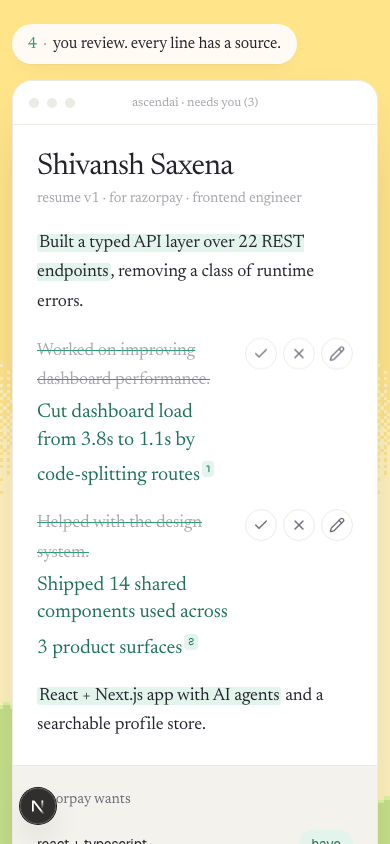 4 · you review. every line has a source.
ascendai · needs you (3)
Shivansh Saxena
resume v1 · for razorpay · frontend engineer
Built a typed API layer over 22 REST
endpoints, removing a class of runtime
errors.
Worked on improving
dashboard performance.
Cut dashboard load
from 3.8s to 1.1s by
code-splitting routes 1
Helped with the design
system.
Shipped 14 shared
components used across
3 product surfaces 2
React + Next.js app with AI agents and a
searchable profile store.
N
wants
react + typescript
have